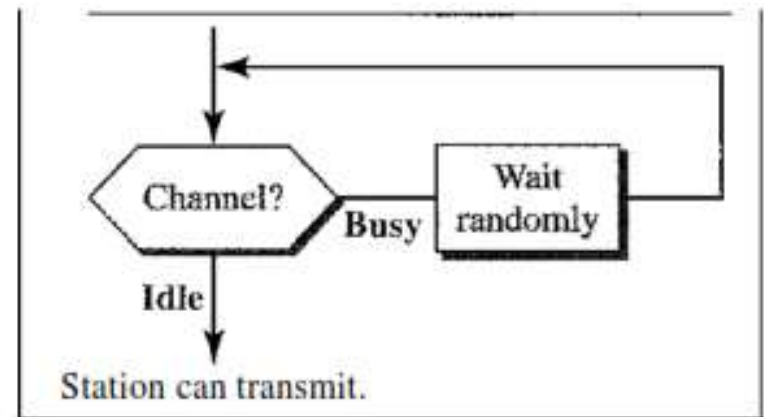 Channel?
Busy
Wait
randomly
Idle
Station can transmit.